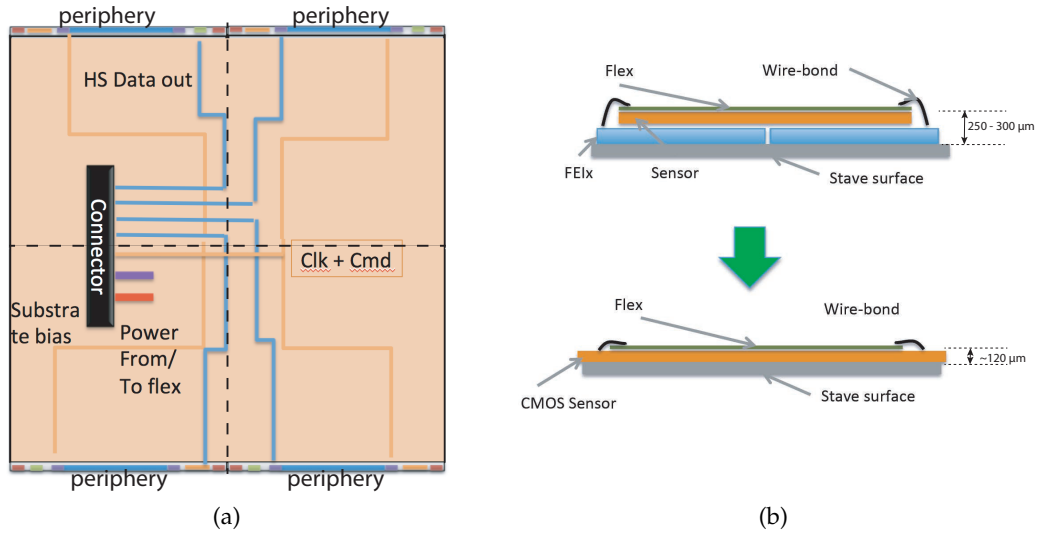 periphery
periphery
HS Data out
Connector
Clk + Cmd
Substra
te bias
Power
From/
To flex
periphery
periphery
(a)
Flex
Wire-bond
250 - 300 µm
FEIx
Sensor
Stave surface
Flex
Wire-bond
~120 µm
CMOS Sensor
Stave surface
(b)